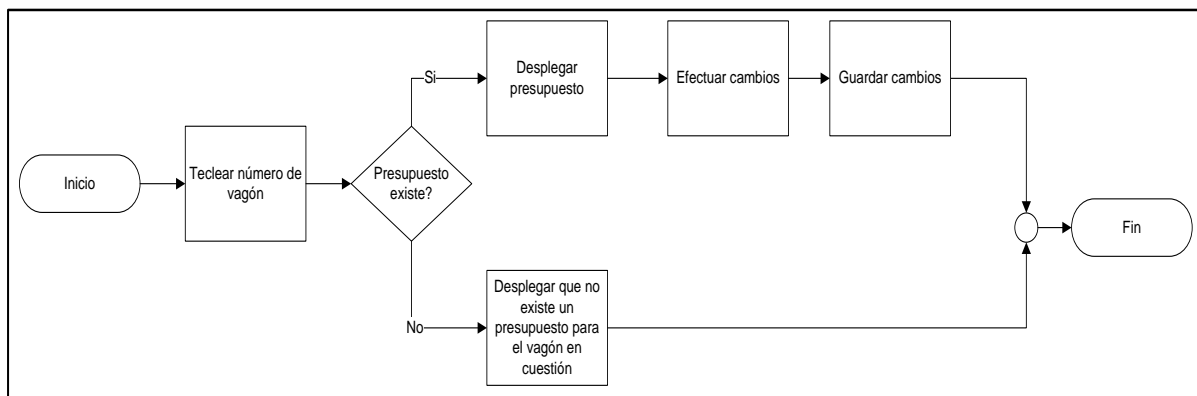 Inicio
Teclear número de
vagón
Presupuesto
existe?
Si
Desplegar
presupuesto
Efectuar cambios
Guardar cambios
No
Desplegar que no
existe un
presupuesto para
el vagón en
cuestión
Fin